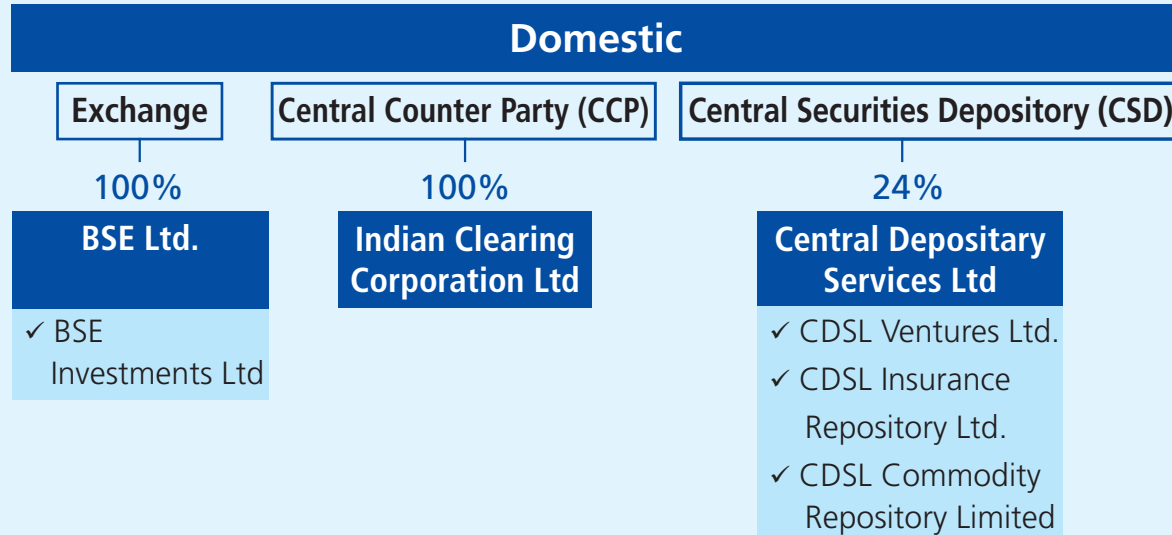 Domestic
Exchange
Central Counter Party (CCP)
Central Securities Depository (CSD)
100%
100%
24%
BSE Ltd.
Indian Clearing
Corporation Ltd
Central Depositary
Services Ltd
✓ BSE
Investments Ltd
✓ CDSL Ventures Ltd.
✓ CDSL Insurance
Repository Ltd.
✓ CDSL Commodity
Repository Limited